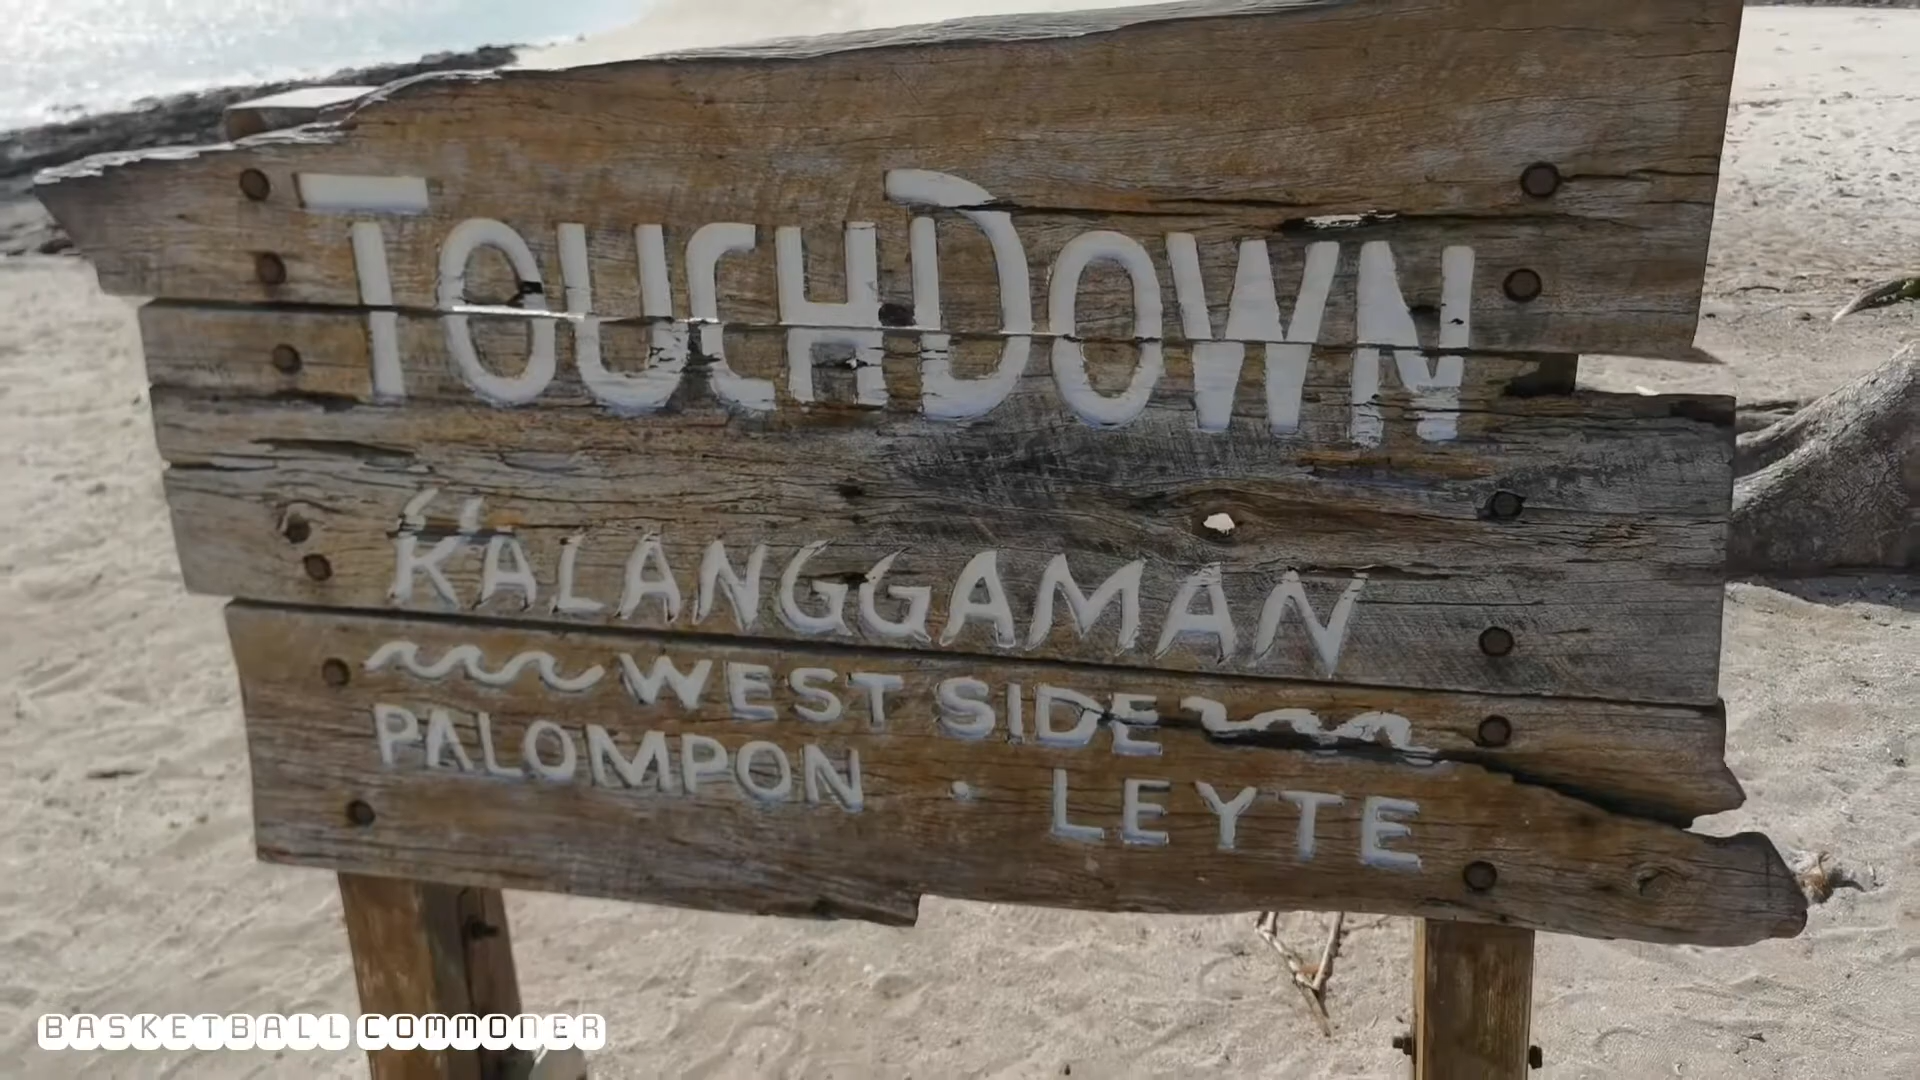 TOUCHDOWN
KALANGGAMAN
WEST SIDE
PALOMPON · LEYTE
BASKETBALL COMMONER